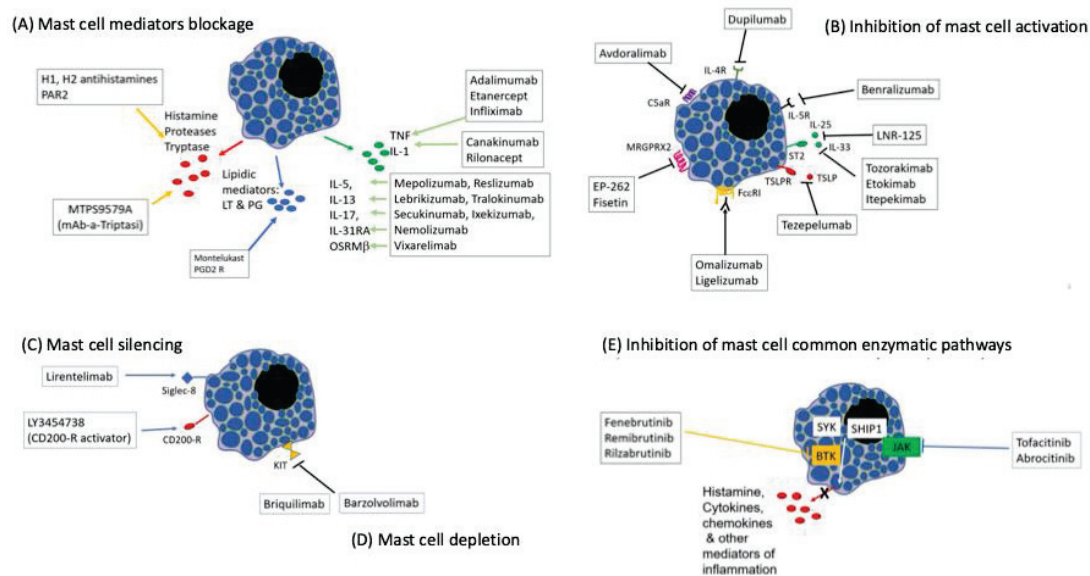 (A) Mast cell mediators blockage
H1, H2 antihistamines
PAR2
Histamine
Proteases
Tryptase
MTPS9579A
(mAb-a-Triptasi)
Lipidic
mediators:
LT & PG
Montelukast
PGD2 R
Adalimumab
Etanercept
Infliximab
TNF
IL-1
Canakinumab
Rilonacept
IL-5,
Mepolizumab, Reslizumab
IL-13
Lebrikizumab, Tralokinumab
IL-17,
Secukinumab, Ixekizumab,
IL-31RA
Nemolizumab
OSRMβ
Vixarelimab
(B) Inhibition of mast cell activation
Dupilumab
Avdoralimab
IL-4R
C5aR
Benralizumab
IL-5R
IL-25
LNR-125
IL-33
ST2
MRGPRX2
Tozorakimab
Etokimab
Itepekimab
EP-262
Fisetin
TSLPR
TSLP
FcεRI
Tezepelumab
Omalizumab
Ligelizumab
(C) Mast cell silencing
Lirentelimab
Siglec-8
LY3454738
(CD200-R activator)
CD200-R
KIT
Briquilimab
Barzolvolimab
(D) Mast cell depletion
(E) Inhibition of mast cell common enzymatic pathways
Fenebrutinib
Remibrutinib
Rilzabrutinib
SYK
SHIP1
BTK
JAK
Tofacitinib
Abrocitinib
Histamine,
Cytokines,
chemokines
& other
mediators of
inflammation